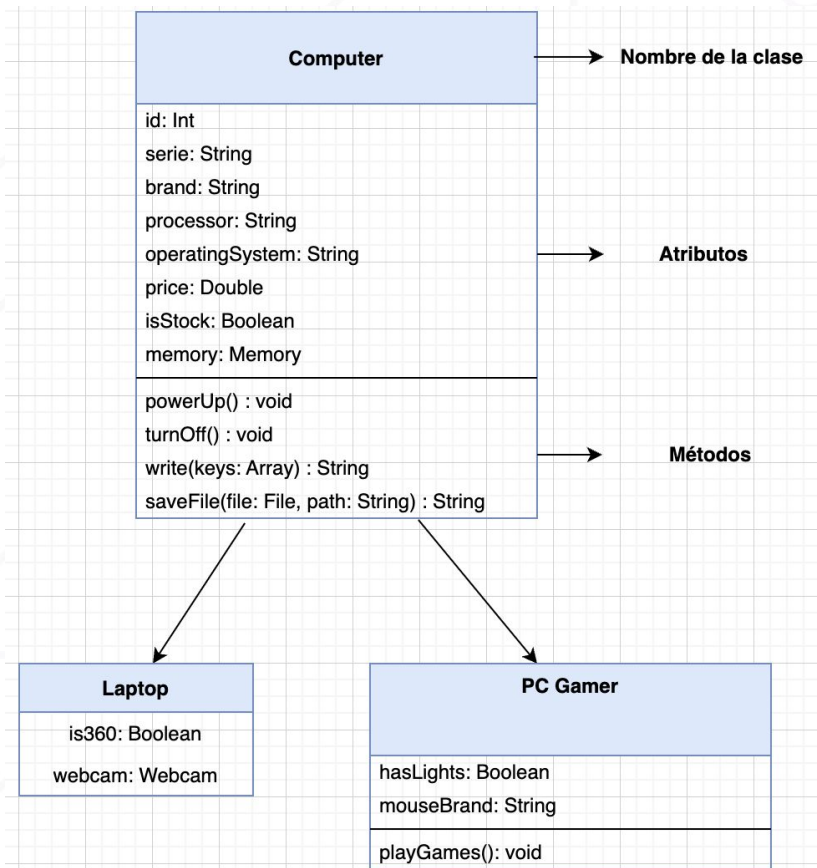 Computer
Nombre de la clase
id: Int
serie: String
brand: String
processor: String
operatingSystem: String
Atributos
price: Double
isStock: Boolean
memory: Memory
powerUp() : void
turnOff() : void
Métodos
write(keys: Array) : String
saveFile(file: File, path: String) : String
Laptop
is360: Boolean
webcam: Webcam
PC Gamer
hasLights: Boolean
mouseBrand: String
playGames(): void